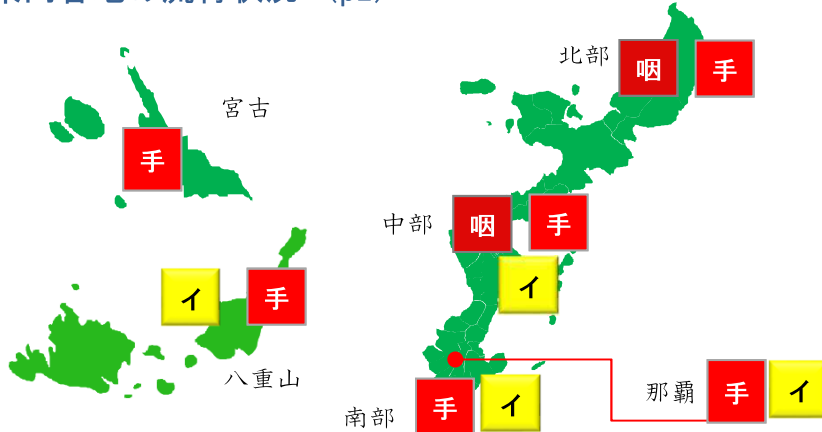 北部
咽 手
宮古
手
中部
咽 手
イ
イ 手
八重山
南部
手 イ
那覇
手 イ